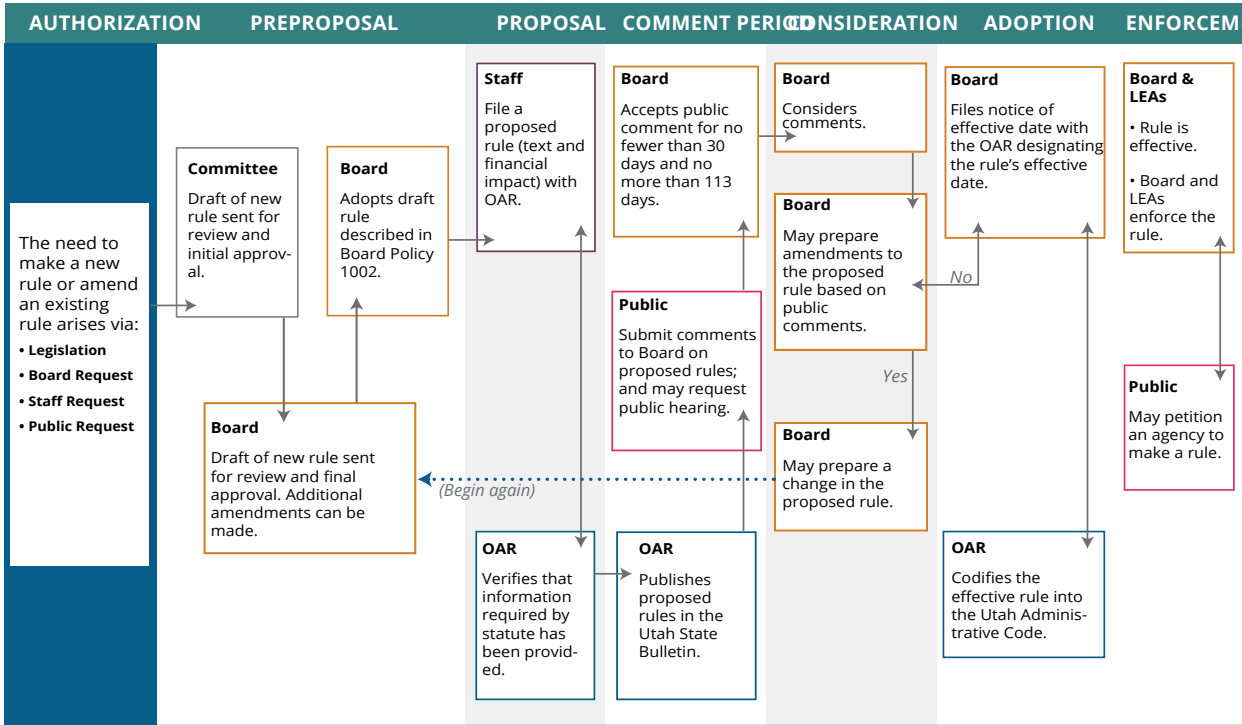 AUTHORIZATION
PREPROPOSAL
PROPOSAL
COMMENT PERIOD
CONSIDERATION
ADOPTION
ENFORCEM
The need to
make a new
rule or amend
an existing
rule arises via:
• Legislation
• Board Request
• Staff Request
• Public Request
Committee
Draft of new
rule sent for
review and
initial approv-
al.
Board
Adopts draft
rule
described in
Board Policy
1002.
Board
Draft of new rule sent
for review and final
approval. Additional
amendments can be
made.
Staff
File a
proposed
rule (text and
financial
impact) with
OAR.
OAR
Verifies that
information
required by
statute has
been provid-
ed.
Board
Accepts public
comment for no
fewer than 30
days and no
more than 113
days.
Public
Submit comments
to Board on
proposed rules;
and may request
public hearing.
(Begin again)
OAR
Publishes
proposed
rules in the
Utah State
Bulletin.
Board
Considers
comments.
Board
May prepare
amendments to
the proposed
rule based on
public
comments.
No
Yes
Board
May prepare a
change in the
proposed rule.
Board
Files notice of
effective date with
the OAR designating
the rule’s effective
date.
OAR
Codifies the
effective rule into
the Utah Adminis-
trative Code.
Board &
LEAs
• Rule is
effective.
• Board and
LEAs
enforce the
rule.
Public
May petition
an agency to
make a rule.